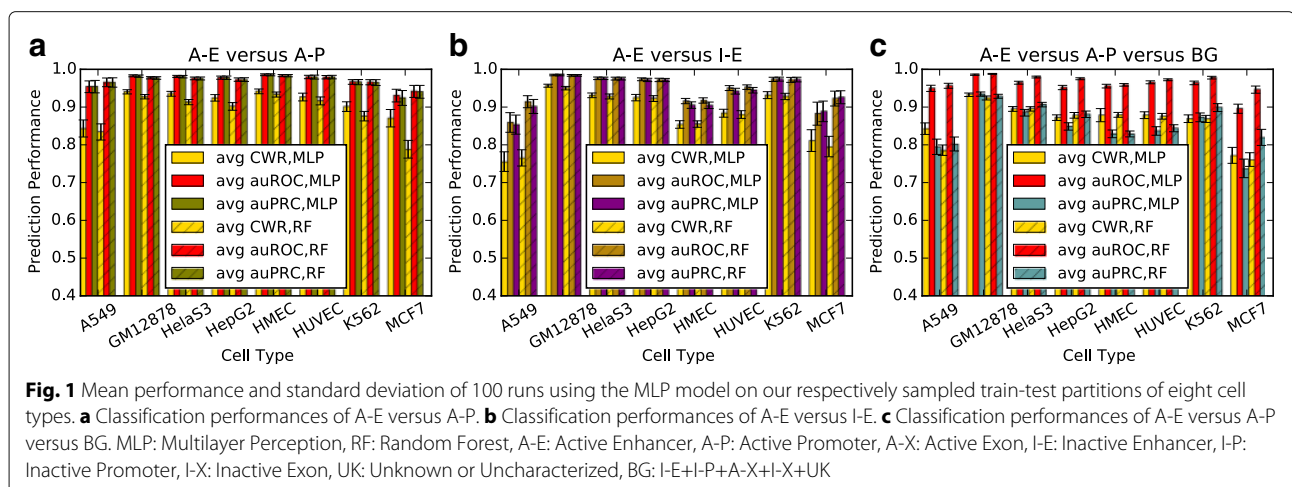 a
A-E versus A-P
Prediction Performance
1.0
0.9
0.8
0.7
0.6
0.5
0.4
avg CWR,MLP
avg auROC,MLP
avg auPRC,MLP
avg CWR,RF
avg auROC,RF
avg auPRC,RF
A549
GM12878
HelaS3
HepG2
HMEC
HUVEC
K562
MCF7
Cell Type
b
A-E versus I-E
Prediction Performance
1.0
0.9
0.8
0.7
0.6
0.5
0.4
avg CWR,MLP
avg auROC,MLP
avg auPRC,MLP
avg CWR,RF
avg auROC,RF
avg auPRC,RF
A549
GM12878
HelaS3
HepG2
HMEC
HUVEC
K562
MCF7
Cell Type
c
A-E versus A-P versus BG
Prediction Performance
1.0
0.9
0.8
0.7
0.6
0.5
0.4
avg CWR,MLP
avg auROC,MLP
avg auPRC,MLP
avg CWR,RF
avg auROC,RF
avg auPRC,RF
A549
GM12878
HelaS3
HepG2
HMEC
HUVEC
K562
MCF7
Cell Type
Fig. 1 Mean performance and standard deviation of 100 runs using the MLP model on our respectively sampled train-test partitions of eight cell
types. a Classification performances of A-E versus A-P. b Classification performances of A-E versus I-E. c Classification performances of A-E versus A-P
versus BG. MLP: Multilayer Perception, RF: Random Forest, A-E: Active Enhancer, A-P: Active Promoter, A-X: Active Exon, I-E: Inactive Enhancer, I-P:
Inactive Promoter, I-X: Inactive Exon, UK: Unknown or Uncharacterized, BG: I-E+I-P+A-X+I-X+UK